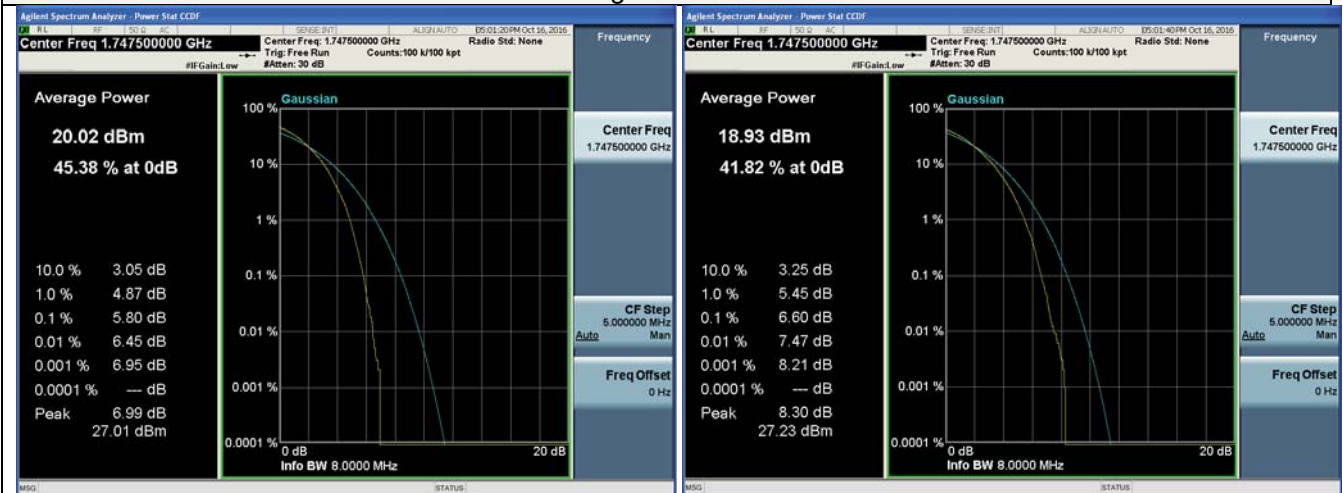 Agilent Spectrum Analyzer - Power Stat CCDF
RL RF 50 Ω AC SENSE:INT ALIGN AUTO 05:01:20 PM Oct 16, 2016
Center Freq 1.747500000 GHz
Center Freq: 1.747500000 GHz Radio Std: None
Trig: Free Run Counts:100 k/100 kpt
#IFGain:Low #Atten: 30 dB
Frequency
Average Power
20.02 dBm
45.38 % at 0dB
10.0 % 3.05 dB
1.0 % 4.87 dB
0.1 % 5.80 dB
0.01 % 6.45 dB
0.001 % 6.95 dB
0.0001 % --- dB
Peak 6.99 dB
27.01 dBm
Gaussian
100 %
10 %
1 %
0.1 %
0.01 %
0.001 %
0.0001 %
0 dB 20 dB
Info BW 8.0000 MHz
Center Freq
1.747500000 GHz
CF Step
5.000000 MHz
Auto Man
Freq Offset
0 Hz
MSG STATUS
Agilent Spectrum Analyzer - Power Stat CCDF
RL RF 50 Ω AC SENSE:INT ALIGN AUTO 05:01:40 PM Oct 16, 2016
Center Freq 1.747500000 GHz
Center Freq: 1.747500000 GHz Radio Std: None
Trig: Free Run Counts:100 k/100 kpt
#IFGain:Low #Atten: 30 dB
Frequency
Average Power
18.93 dBm
41.82 % at 0dB
10.0 % 3.25 dB
1.0 % 5.45 dB
0.1 % 6.60 dB
0.01 % 7.47 dB
0.001 % 8.21 dB
0.0001 % --- dB
Peak 8.30 dB
27.23 dBm
Gaussian
100 %
10 %
1 %
0.1 %
0.01 %
0.001 %
0.0001 %
0 dB 20 dB
Info BW 8.0000 MHz
Center Freq
1.747500000 GHz
CF Step
5.000000 MHz
Auto Man
Freq Offset
0 Hz
MSG STATUS